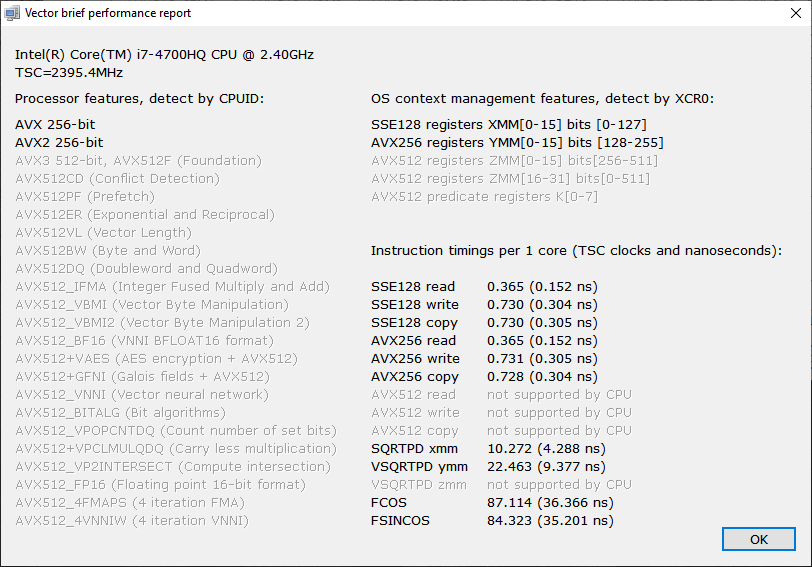 Vector brief performance report
Intel(R) Core(TM) i7-4700HQ CPU @ 2.40GHz
TSC=2395.4MHz
Processor features, detect by CPUID:
AVX 256-bit
AVX2 256-bit
AVX3 512-bit, AVX512F (Foundation)
AVX512CD (Conflict Detection)
AVX512PF (Prefetch)
AVX512ER (Exponential and Reciprocal)
AVX512VL (Vector Length)
AVX512BW (Byte and Word)
AVX512DQ (Doubleword and Quadword)
AVX512_IFMA (Integer Fused Multiply and Add)
AVX512_VBMI (Vector Byte Manipulation)
AVX512_VBMI2 (Vector Byte Manipulation 2)
AVX512_BF16 (VNNI BFLOAT16 format)
AVX512+VAES (AES encryption + AVX512)
AVX512+GFNI (Galois fields + AVX512)
AVX512_VNNI (Vector neural network)
AVX512_BITALG (Bit algorithms)
AVX512_VPOPCNTDQ (Count number of set bits)
AVX512+VPCLMULQDQ (Carry less multiplication)
AVX512_VP2INTERSECT (Compute intersection)
AVX512_FP16 (Floating point 16-bit format)
AVX512_4FMAPS (4 iteration FMA)
AVX512_4VNNIW (4 iteration VNNI)
OS context management features, detect by XCR0:
SSE128 registers XMM[0-15] bits [0-127]
AVX256 registers YMM[0-15] bits [128-255]
AVX512 registers ZMM[0-15] bits[256-511]
AVX512 registers ZMM[16-31] bits[0-511]
AVX512 predicate registers K[0-7]
Instruction timings per 1 core (TSC clocks and nanoseconds):
SSE128 read 0.365 (0.152 ns)
SSE128 write 0.730 (0.304 ns)
SSE128 copy 0.730 (0.305 ns)
AVX256 read 0.365 (0.152 ns)
AVX256 write 0.731 (0.305 ns)
AVX256 copy 0.728 (0.304 ns)
AVX512 read not supported by CPU
AVX512 write not supported by CPU
AVX512 copy not supported by CPU
SQRTPD xmm 10.272 (4.288 ns)
VSQRTPD ymm 22.463 (9.377 ns)
VSQRTPD zmm not supported by CPU
FCOS 87.114 (36.366 ns)
FSINCOS 84.323 (35.201 ns)
OK